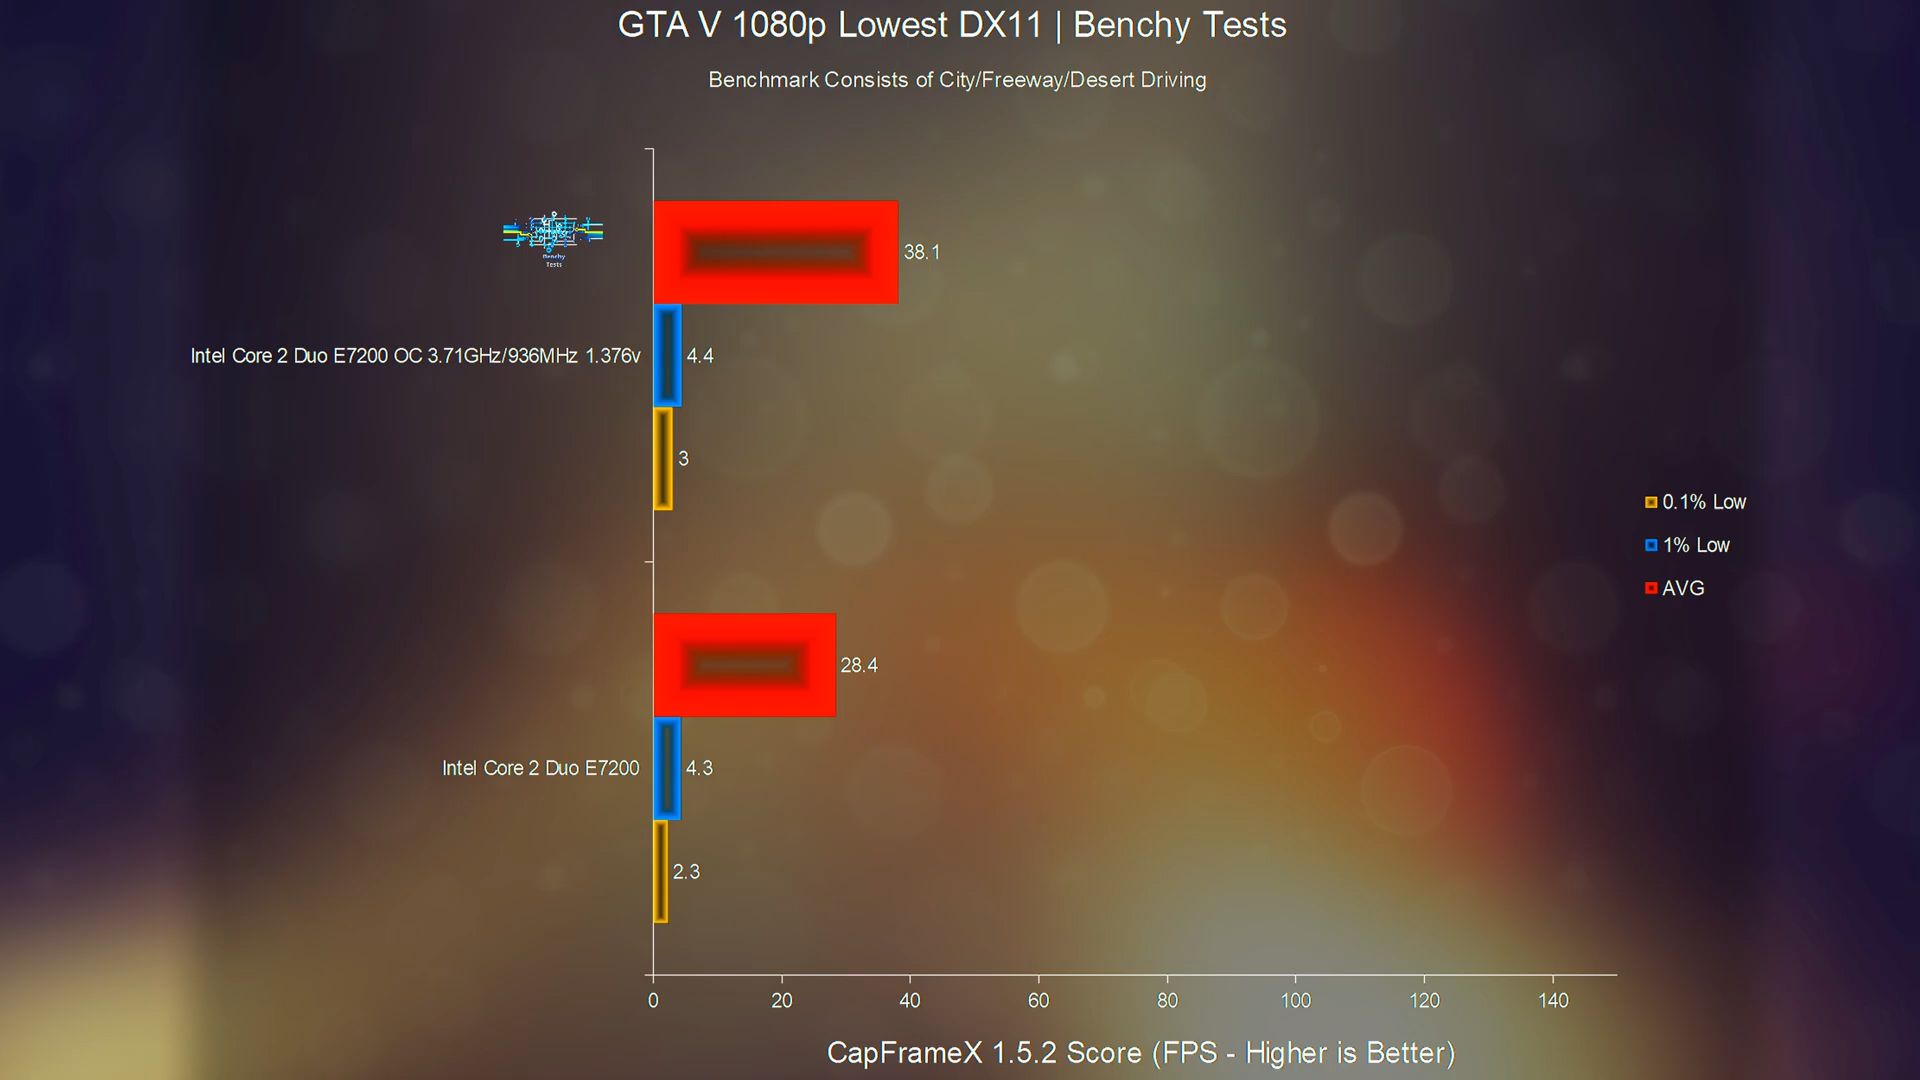 GTA V 1080p Lowest DX11 | Benchy Tests
Benchmark Consists of City/Freeway/Desert Driving
Benchy
Tests
38.1
Intel Core 2 Duo E7200 OC 3.71GHz/936MHz 1.376v
4.4
3
0.1% Low
1% Low
AVG
28.4
Intel Core 2 Duo E7200
4.3
2.3
0 20 40 60 80 100 120 140
CapFrameX 1.5.2 Score (FPS - Higher is Better)